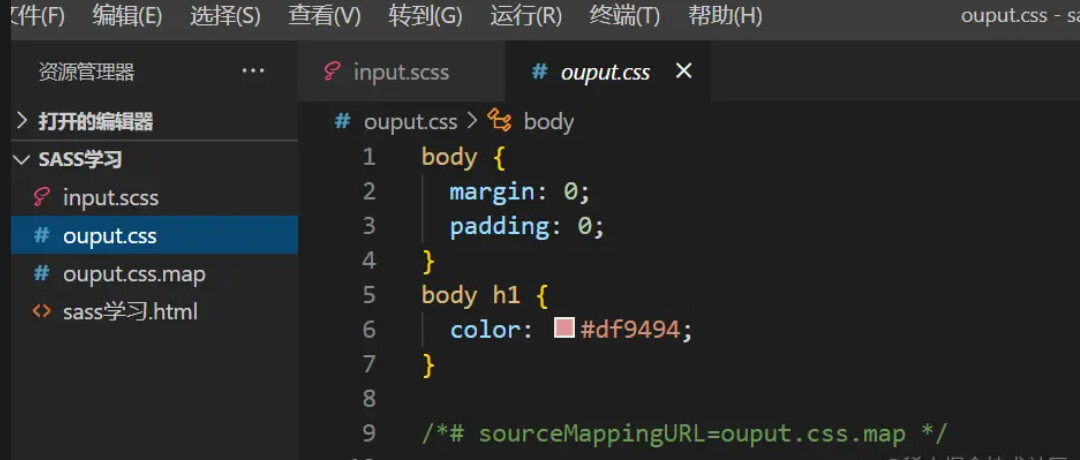 文件(F) 编辑(E) 选择(S) 查看(V) 转到(G) 运行(R) 终端(T) 帮助(H) ouput.css - sa
资源管理器 ···
打开的编辑器
SASS学习
input.scss
ouput.css
ouput.css.map
sass学习.html
input.scss ouput.css
ouput.css > body
1 body {
2 margin: 0;
3 padding: 0;
4 }
5 body h1 {
6 color: #df9494;
7 }
8
9 /*# sourceMappingURL=ouput.css.map */